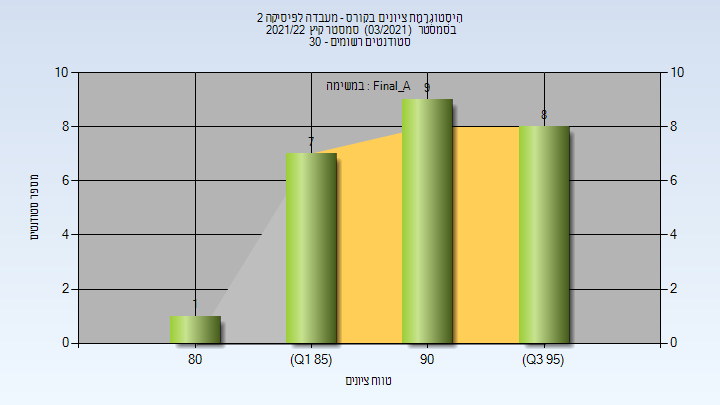 היסטוגרמת ציונים בקורס - מעבדה לפיסיקה 2
בסמסטר (03/2021) סמסטר קיץ 2021/22
סטודנטים רשומים - 30
במשימה : Final_A
10 10
8 8
6 6
4 4
2 2
0 0
1 7 9 8
מספר סטודנטים
80 (Q1 85) 90 (Q3 95)
טווח ציונים